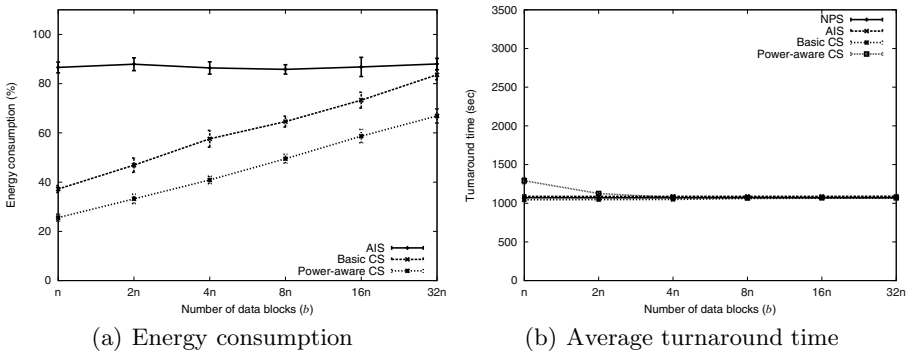 100
80
60
40
20
0
Energy consumption (%)
n 2n 4n 8n 16n 32n
Number of data blocks (b)
AIS
Basic CS
Power-aware CS
(a) Energy consumption
3500
3000
2500
2000
1500
1000
500
0
Turnaround time (sec)
n 2n 4n 8n 16n 32n
Number of data blocks (b)
NPS
AIS
Basic CS
Power-aware CS
(b) Average turnaround time